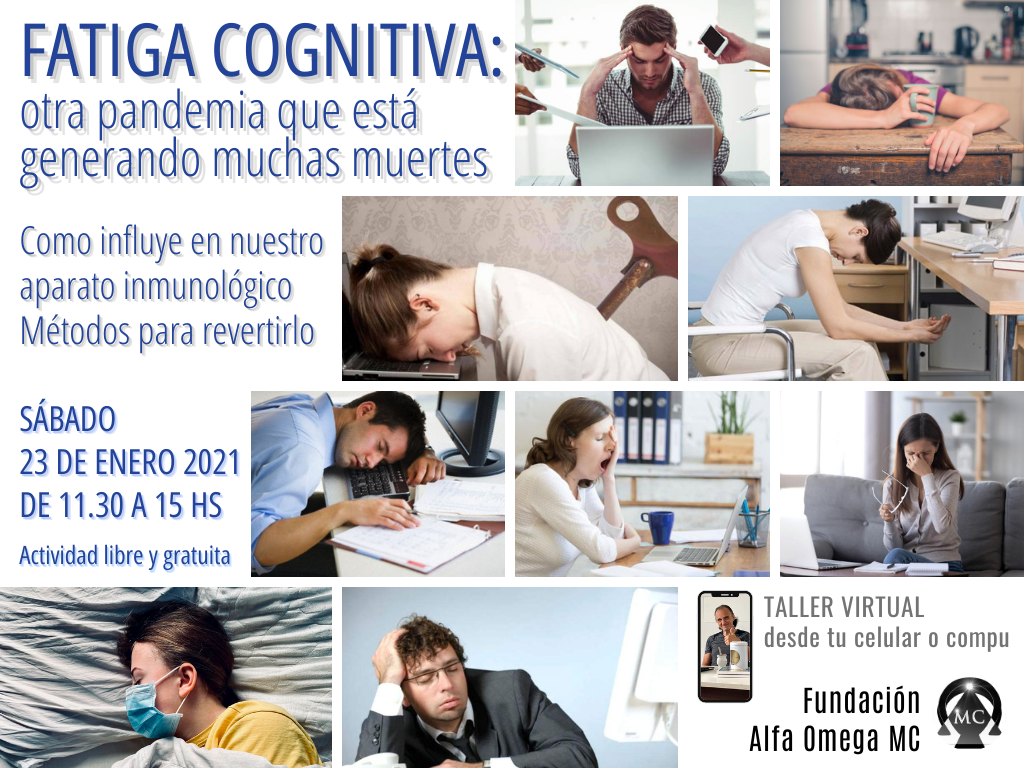 FATIGA COGNITIVA:
otra pandemia que está
generando muchas muertes
Como influye en nuestro
aparato inmunológico
Métodos para revertirlo
SÁBADO
23 DE ENERO 2021
DE 11.30 A 15 HS
Actividad libre y gratuita
TALLER VIRTUAL
desde tu celular o compu
Fundación
Alfa Omega MC
MC